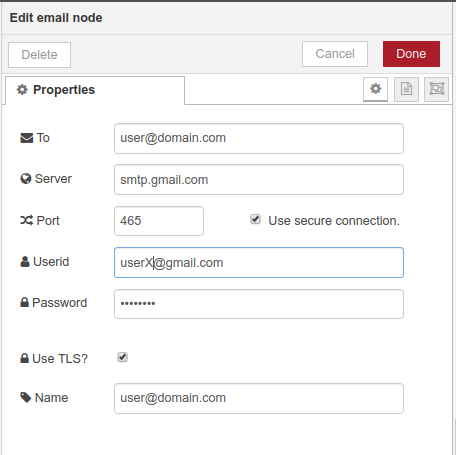 Edit email node
Delete Cancel Done
Properties
To user@domain.com
Server smtp.gmail.com
Port 465 Use secure connection.
Userid userX@gmail.com
Password ••••••••
Use TLS?
Name user@domain.com